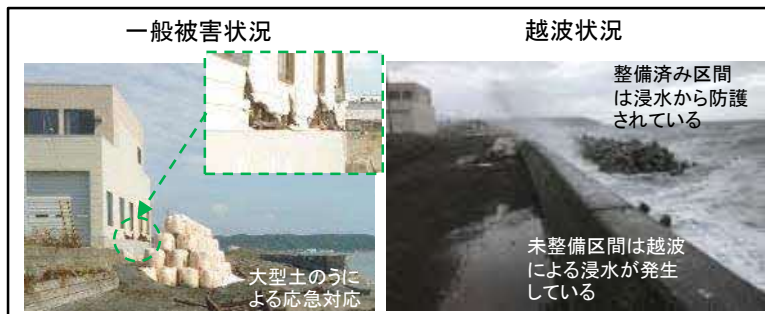 一般被害状況
越波状況
整備済み区間
は浸水から防護
されている
大型土のうに
よる応急対応
未整備区間は越波
による浸水が発生
している